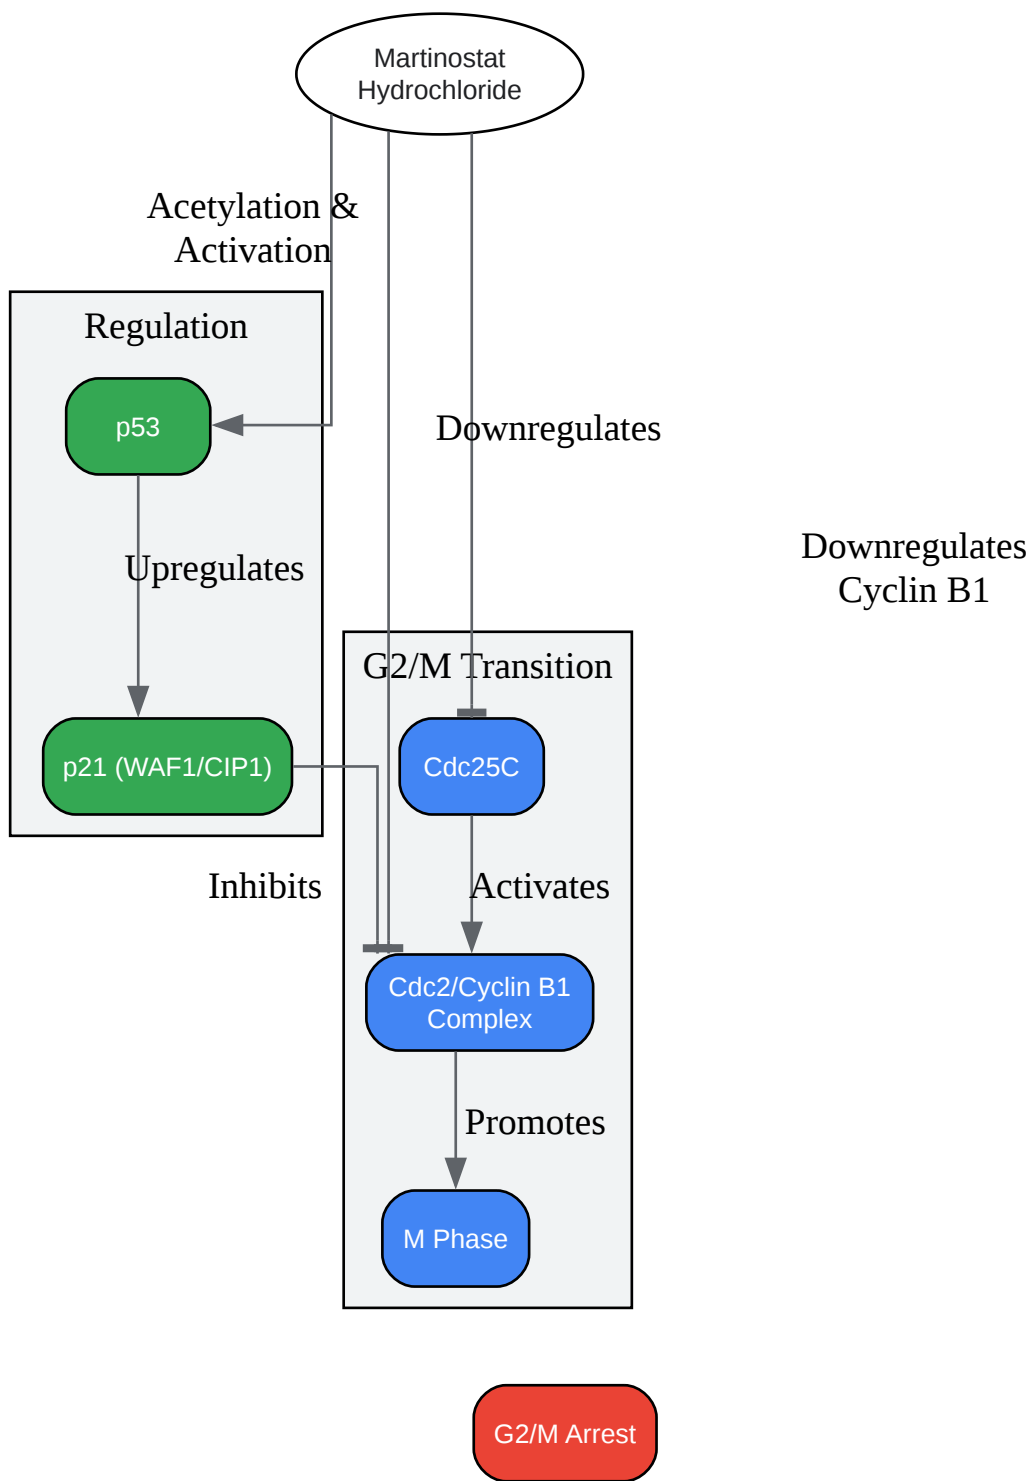 Martinostat
Hydrochloride
Acetylation &
Activation
Regulation
p53
Downregulates
Upregulates
Downregulates
Cyclin B1
G2/M Transition
p21 (WAF1/CIP1)
Cdc25C
Inhibits
Activates
Cdc2/Cyclin B1
Complex
Promotes
M Phase
G2/M Arrest